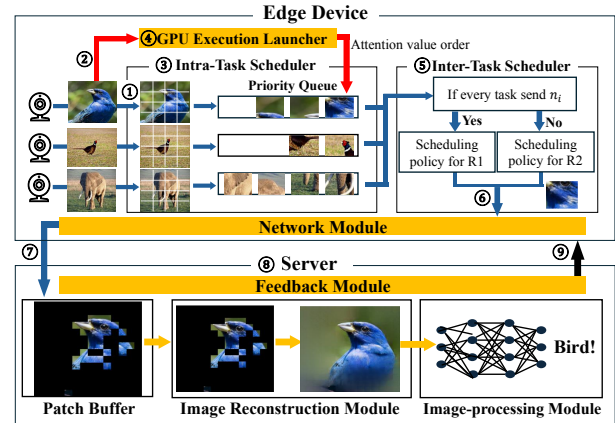 Edge Device
④GPU Execution Launcher
Attention value order
②
③ Intra-Task Scheduler
⑤Inter-Task Scheduler
①
Priority Queue
If every task send nᵢ
Yes
No
Scheduling policy for R1
Scheduling policy for R2
⑥
Network Module
⑦
⑨
⑧ Server
Feedback Module
Bird!
Patch Buffer
Image Reconstruction Module
Image-processing Module